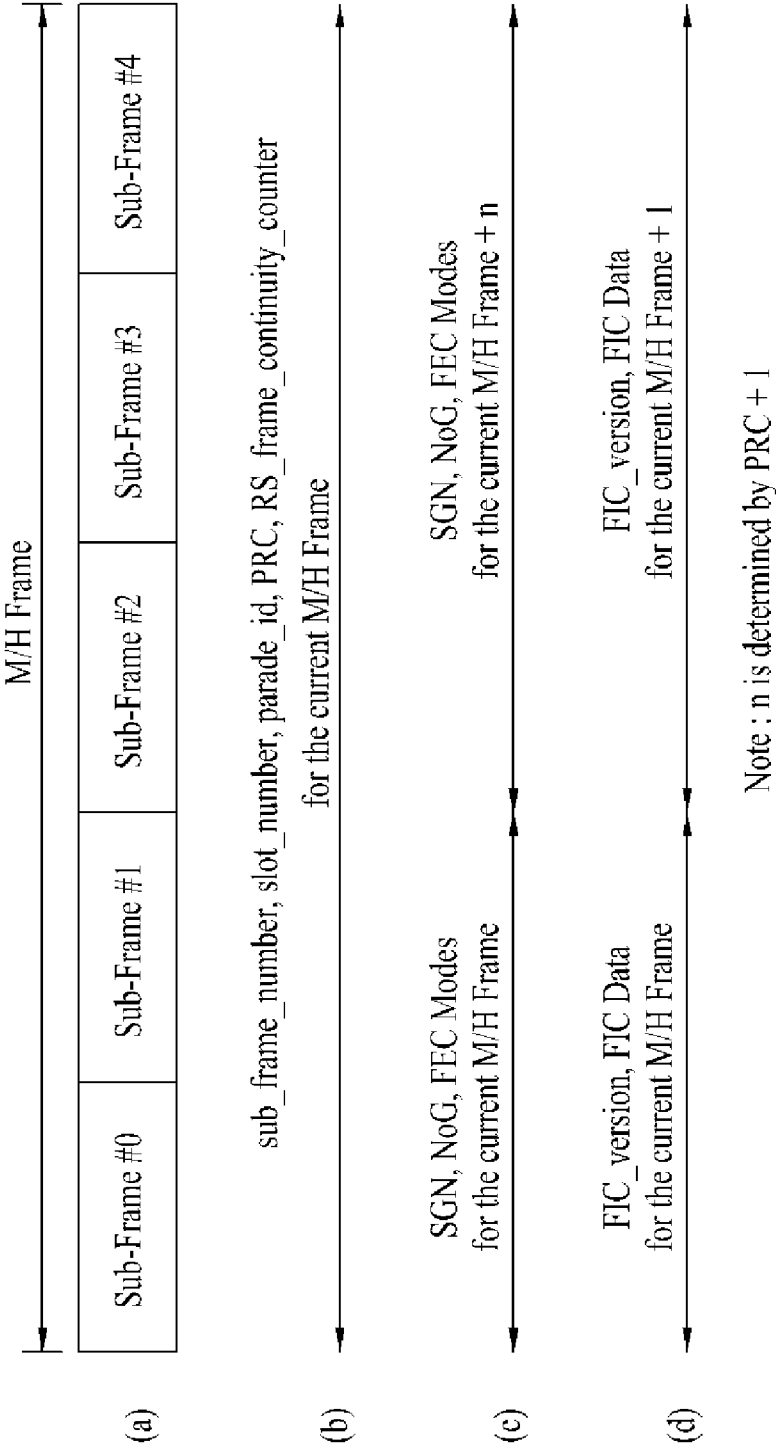 M/H Frame
(a)
Sub-Frame #0
Sub-Frame #1
Sub-Frame #2
Sub-Frame #3
Sub-Frame #4
(b)
sub_frame_number, slot_number, parade_id, PRC, RS_frame_continuity_counter
for the current M/H Frame
(c)
SGN, NoG, FEC Modes
for the current M/H Frame
SGN, NoG, FEC Modes
for the current M/H Frame + n
(d)
FIC_version, FIC Data
for the current M/H Frame
FIC_version, FIC Data
for the current M/H Frame + 1
Note : n is determined by PRC + 1